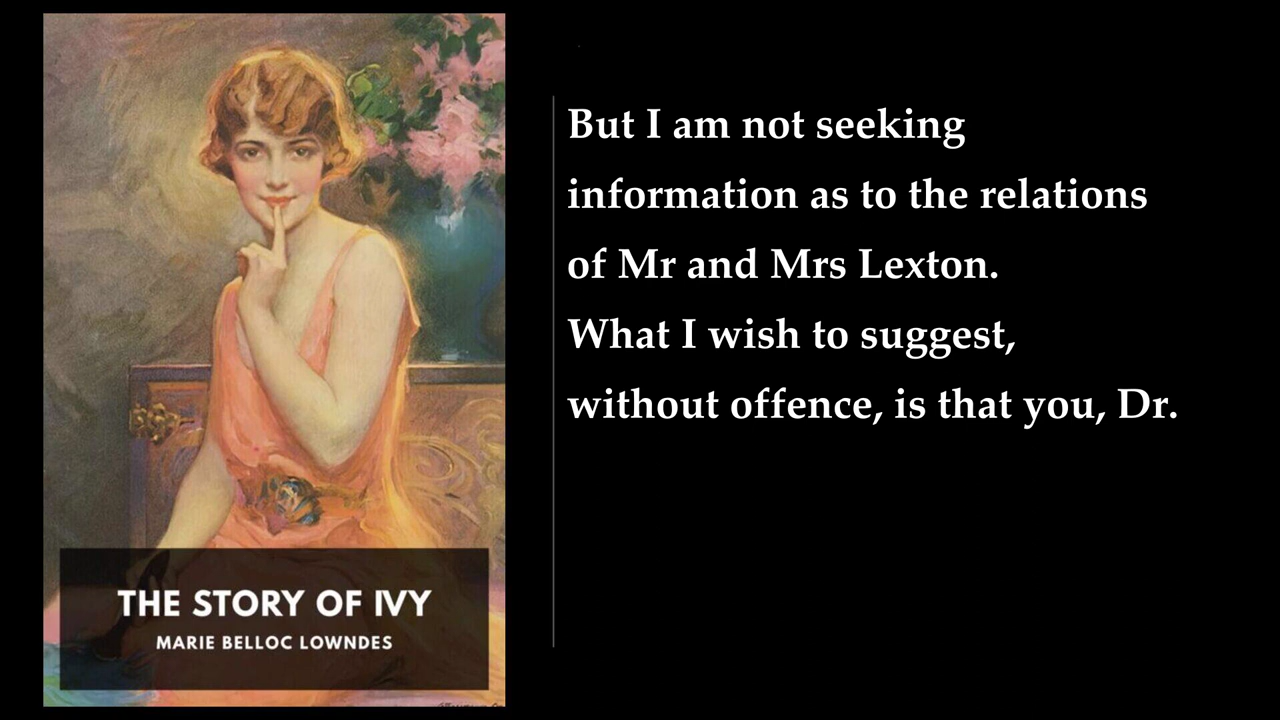 But I am not seeking
information as to the relations
of Mr and Mrs Lexton.
What I wish to suggest,
without offence, is that you, Dr.
THE STORY OF IVY
MARIE BELLOC LOWNDES